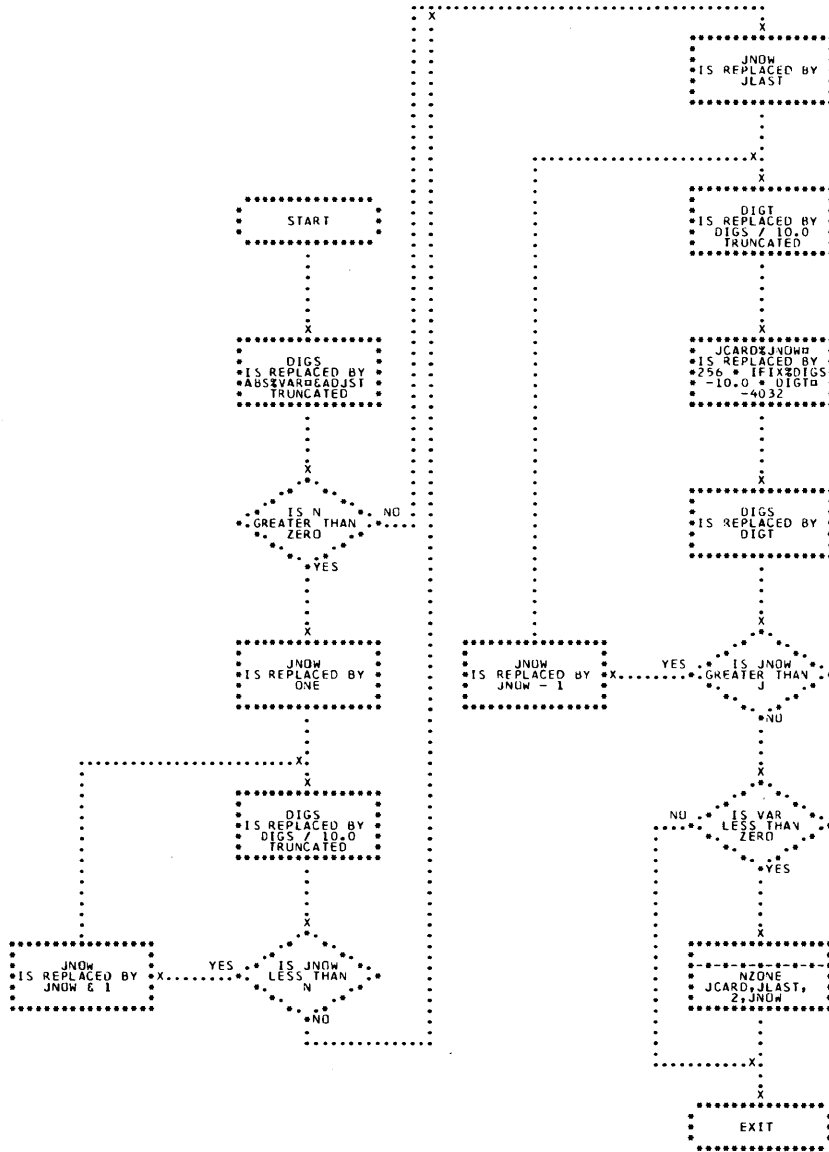 START
DIGS
IS REPLACED BY
ABS%VAR¤&ADJST
TRUNCATED
IS N
GREATER THAN
ZERO
NO
YES
JNOW
IS REPLACED BY
ONE
DIGS
IS REPLACED BY
DIGS / 10.0
TRUNCATED
IS JNOW
LESS THAN
N
YES
NO
JNOW
IS REPLACED BY
JNOW & 1
JNOW
IS REPLACED BY
JLAST
DIGT
IS REPLACED BY
DIGS / 10.0
TRUNCATED
JCARD%JNOW¤
IS REPLACED BY
256 * IFIX%DIGS
-10.0 * DIGT¤
-4032
DIGS
IS REPLACED BY
DIGT
IS JNOW
GREATER THAN
J
YES
NO
JNOW
IS REPLACED BY
JNOW - 1
IS VAR
LESS THAN
ZERO
NO
YES
NZONE
JCARD,JLAST,
2,JNOW
EXIT